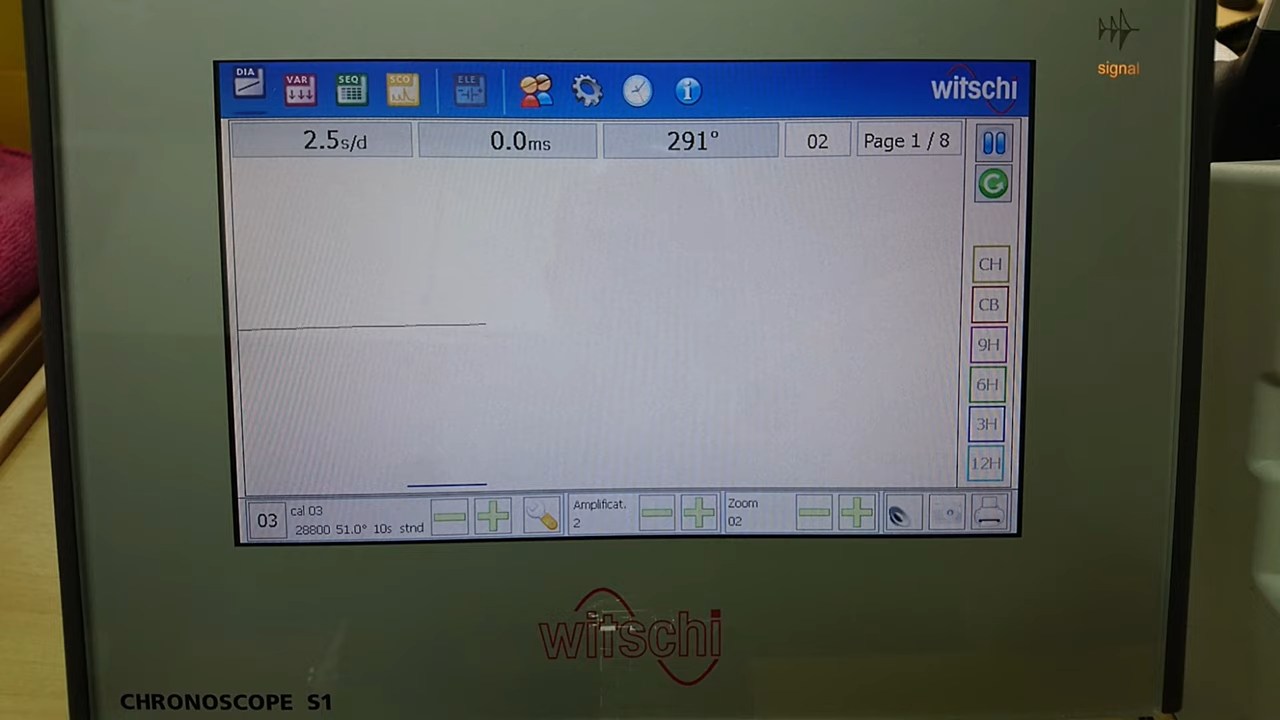 signal
DIA
VAR
SEQ
SCO
ELE
witschi
2.5s/d
0.0ms
291°
02
Page 1 / 8
CH
CB
9H
6H
3H
12H
03
cal 03
28800 51.0° 10s stnd
Amplificat.
2
Zoom
02
witschi
CHRONOSCOPE S1